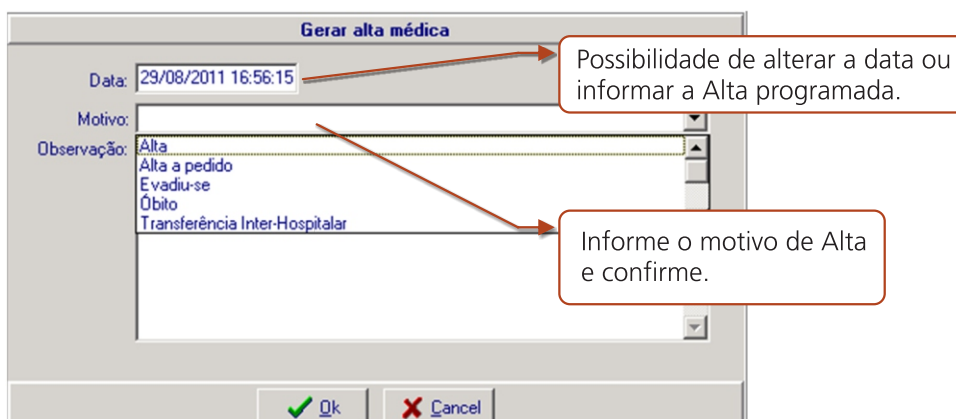 Gerar alta médica
Possibilidade de alterar a data ou
informar a Alta programada.
Data: 29/08/2011 16:56:15
Motivo:
Observação:
Alta
Alta a pedido
Evadiu-se
Óbito
Transferência Inter-Hospitalar
Informe o motivo de Alta
e confirme.
Ok
Cancel